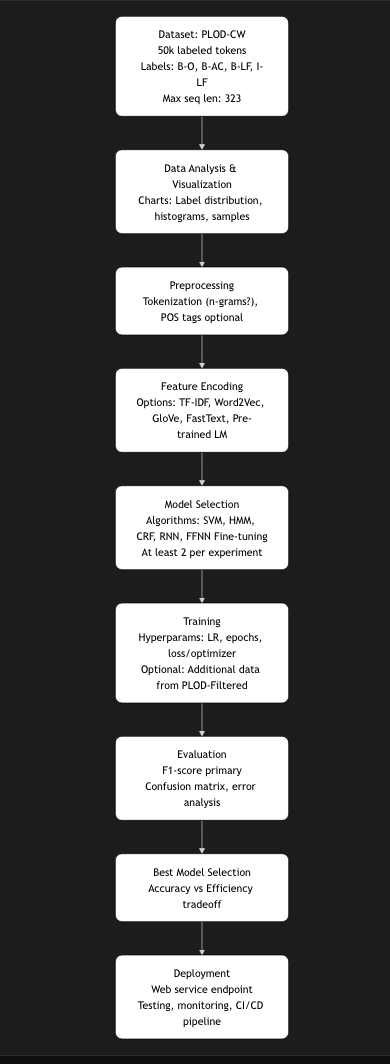 Dataset: PLOD-CW
50k labeled tokens
Labels: B-O, B-AC, B-LF, I-
LF
Max seq len: 323
Data Analysis &
Visualization
Charts: Label distribution,
histograms, samples
Preprocessing
Tokenization (n-grams?),
POS tags optional
Feature Encoding
Options: TF-IDF, Word2Vec,
GloVe, FastText, Pre-
trained LM
Model Selection
Algorithms: SVM, HMM,
CRF, RNN, FFNN Fine-tuning
At least 2 per experiment
Training
Hyperparams: LR, epochs,
loss/optimizer
Optional: Additional data
from PLOD-Filtered
Evaluation
F1-score primary
Confusion matrix, error
analysis
Best Model Selection
Accuracy vs Efficiency
tradeoff
Deployment
Web service endpoint
Testing, monitoring, CI/CD
pipeline